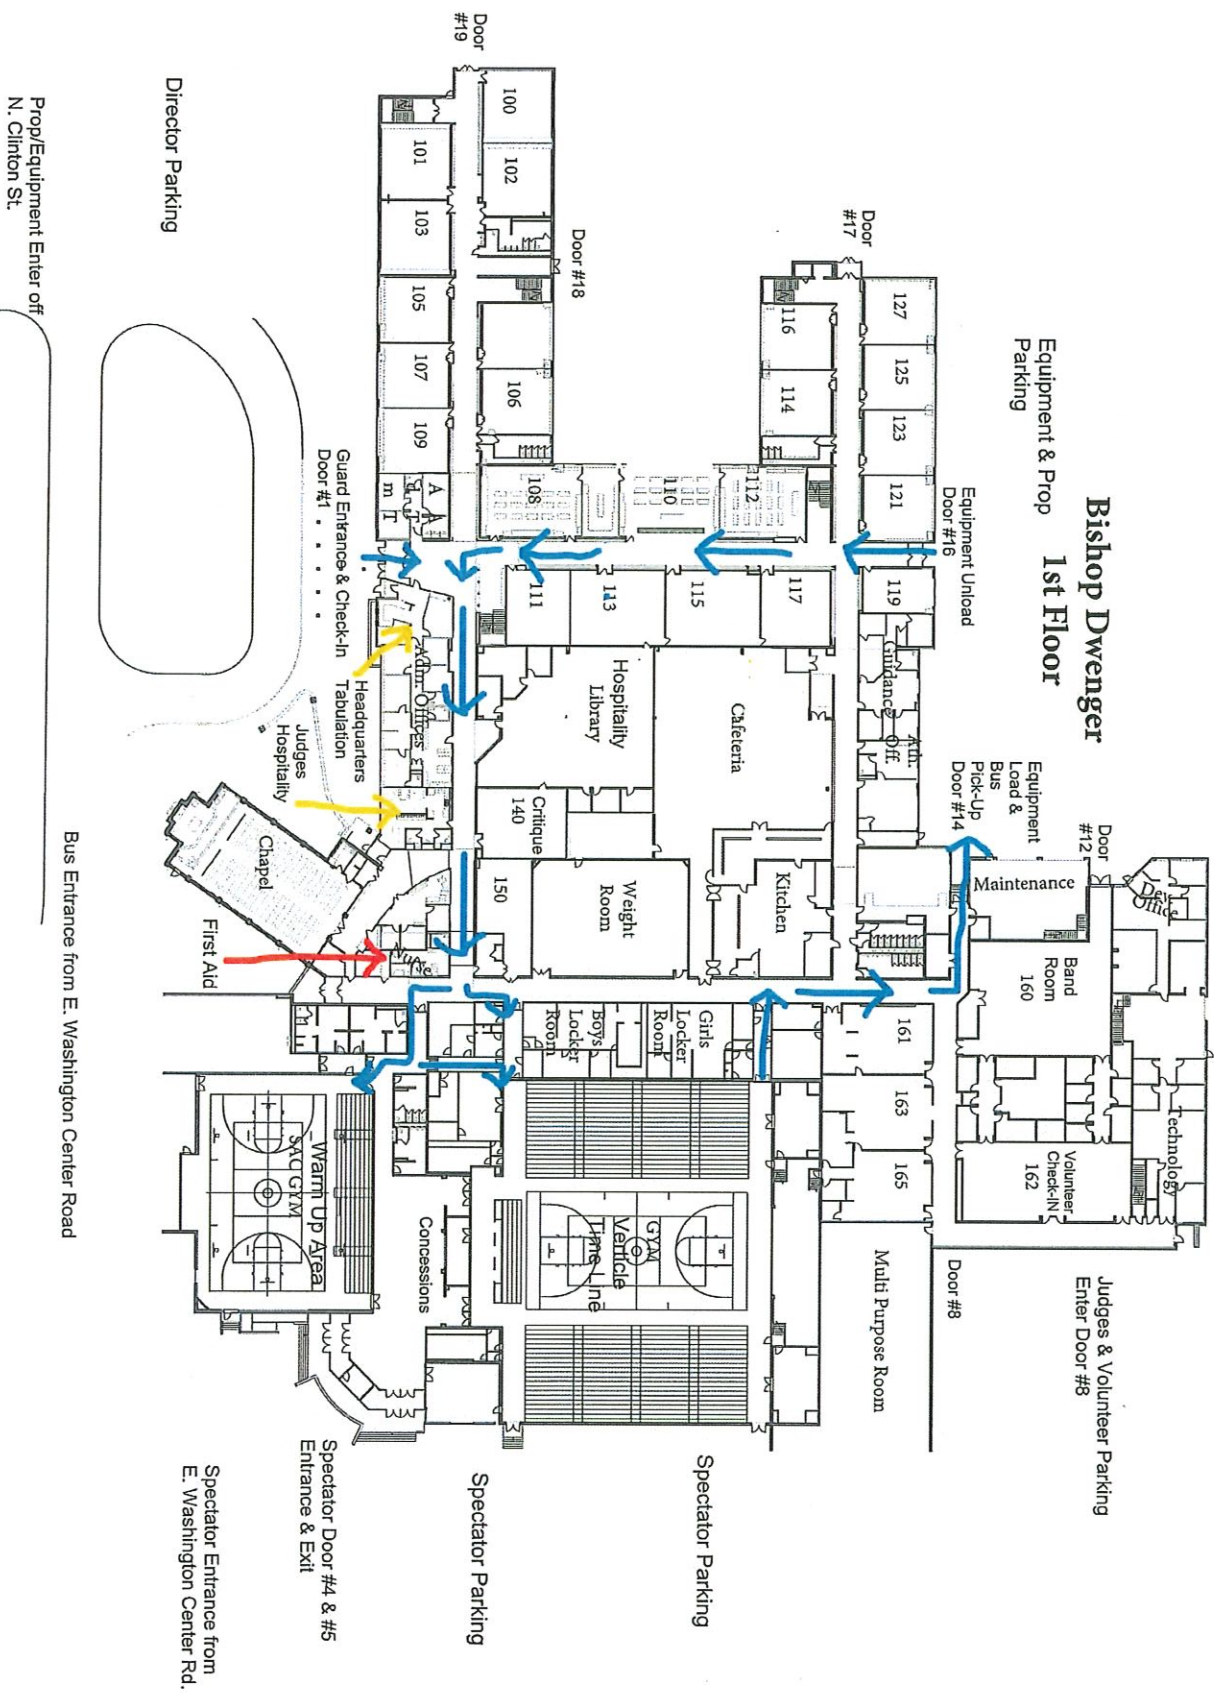 Bishop Dwenger
1st Floor
Equipment & Prop
Parking
Equipment Unload
Door #16
Equipment
Load &
Bus
Pick-Up
Door #14
Door
#12
Judges & Volunteer Parking
Enter Door #8
Door #8
Door
#17
Door #18
Door
#19
127
125
123
121
119
116
114
112
110
108
117
115
113
111
100
102
106
101
103
105
107
109
Guidance
Off.
Ath.
Off.
Maintenance
Dev.
Office
Band
Room
160
Technology
Volunteer
Check-IN
162
161
163
165
Multi Purpose Room
Cafeteria
Kitchen
Hospitality
Library
Critique
140
150
Weight
Room
Girls
Locker
Room
Boys
Locker
Room
GYM
Verticle
Time Line
Concessions
Warm Up Area
SAC GYM
Adm. Offices
Nurse
Chapel
First Aid
Judges
Hospitality
Headquarters
Tabulation
Guard Entrance & Check-In
Door #1
Director Parking
Prop/Equipment Enter off
N. Clinton St.
Bus Entrance from E. Washington Center Road
Spectator Parking
Spectator Parking
Spectator Door #4 & #5
Entrance & Exit
Spectator Entrance from
E. Washington Center Rd.